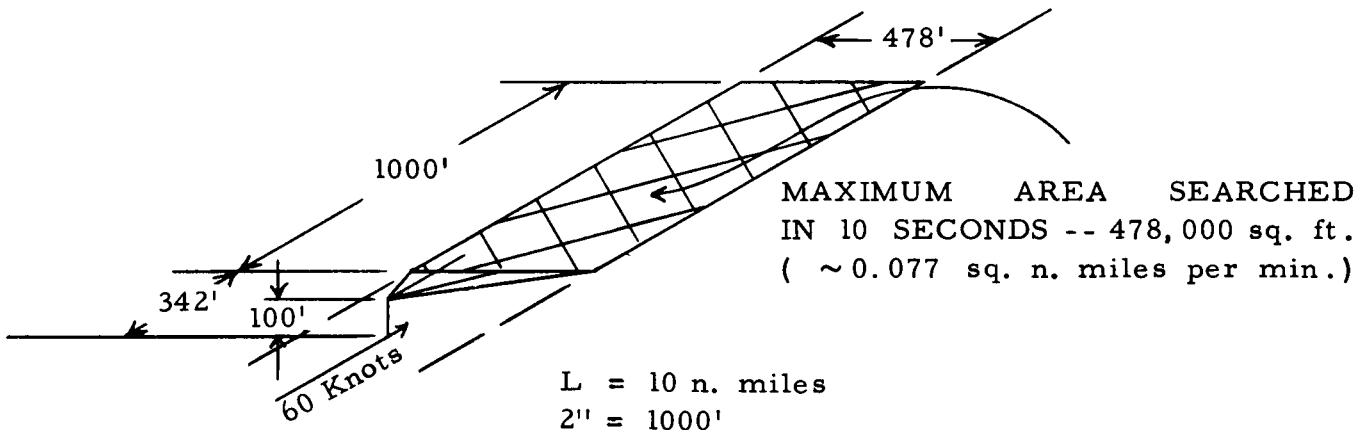 478'
1000'
MAXIMUM AREA SEARCHED
IN 10 SECONDS -- 478,000 sq. ft.
( ~0.077 sq. n. miles per min.)
342'
100'
60 Knots
L = 10 n. miles
2" = 1000'